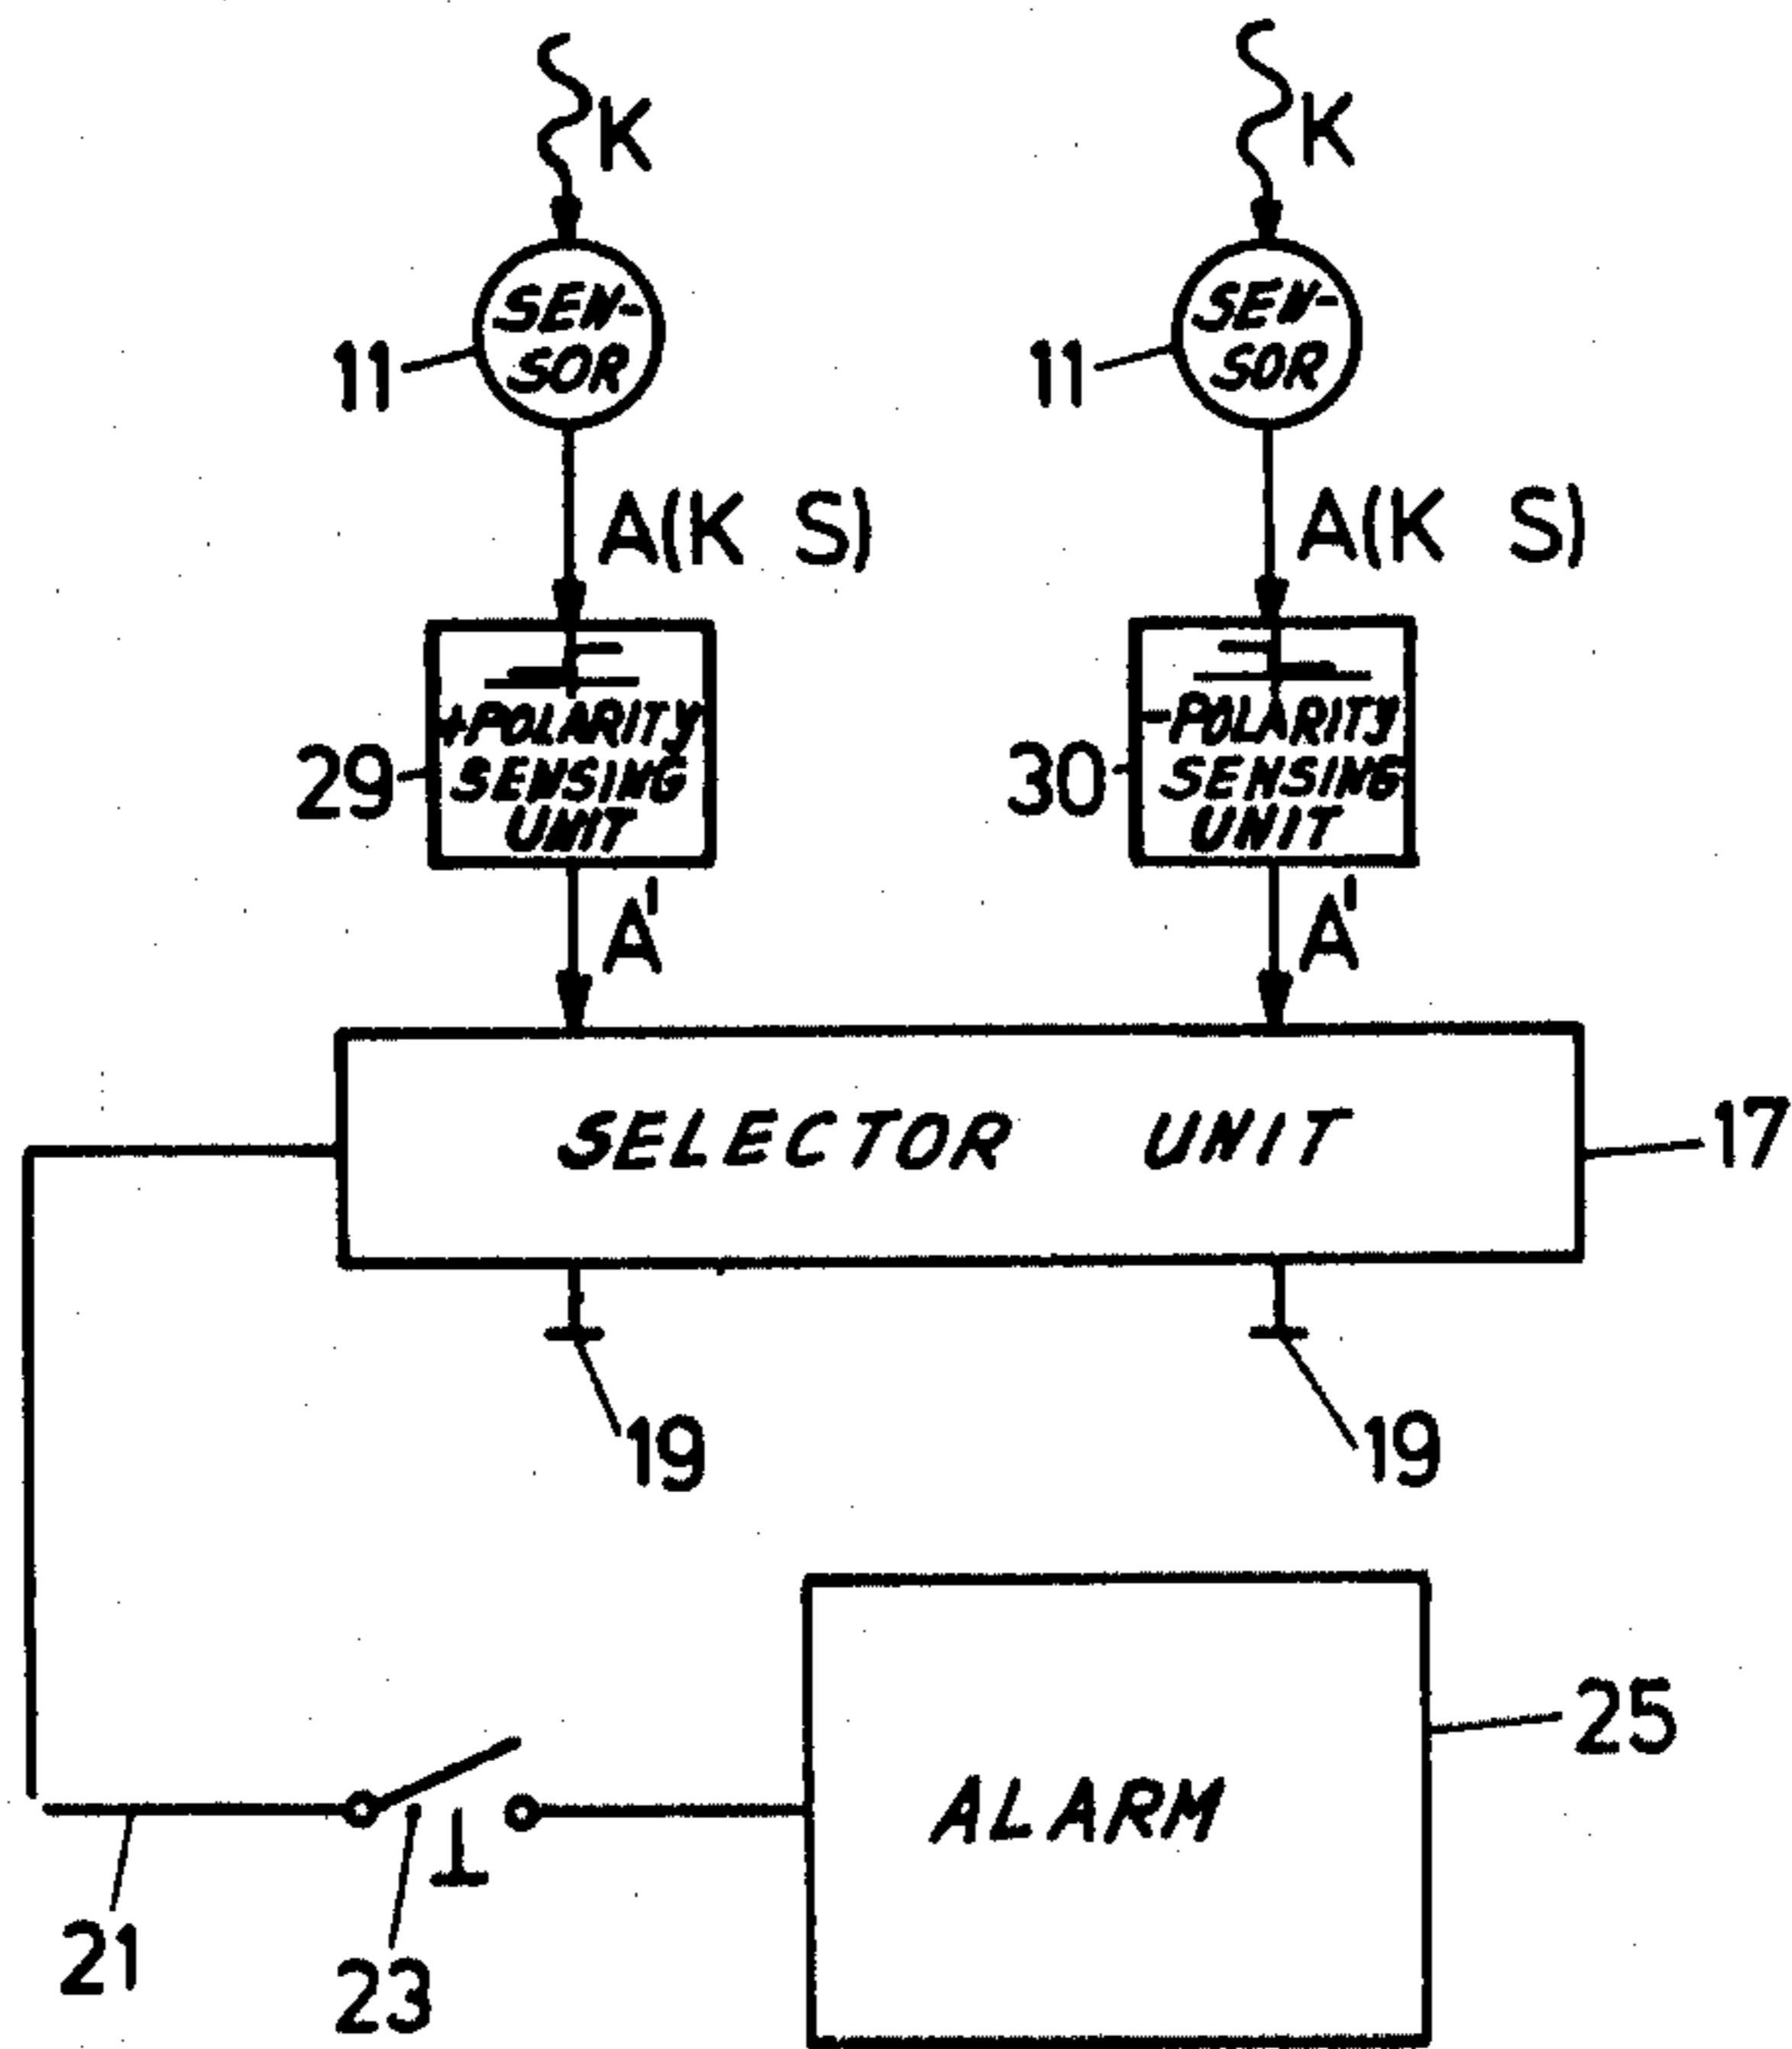 K K
SEN-
SOR
SEN-
SOR
11 11
A(K S) A(K S)
+POLARITY
SENSING
UNIT
29
-POLARITY
SENSING
UNIT
30
A' A'
SELECTOR UNIT
17
19 19
25
ALARM
21
23